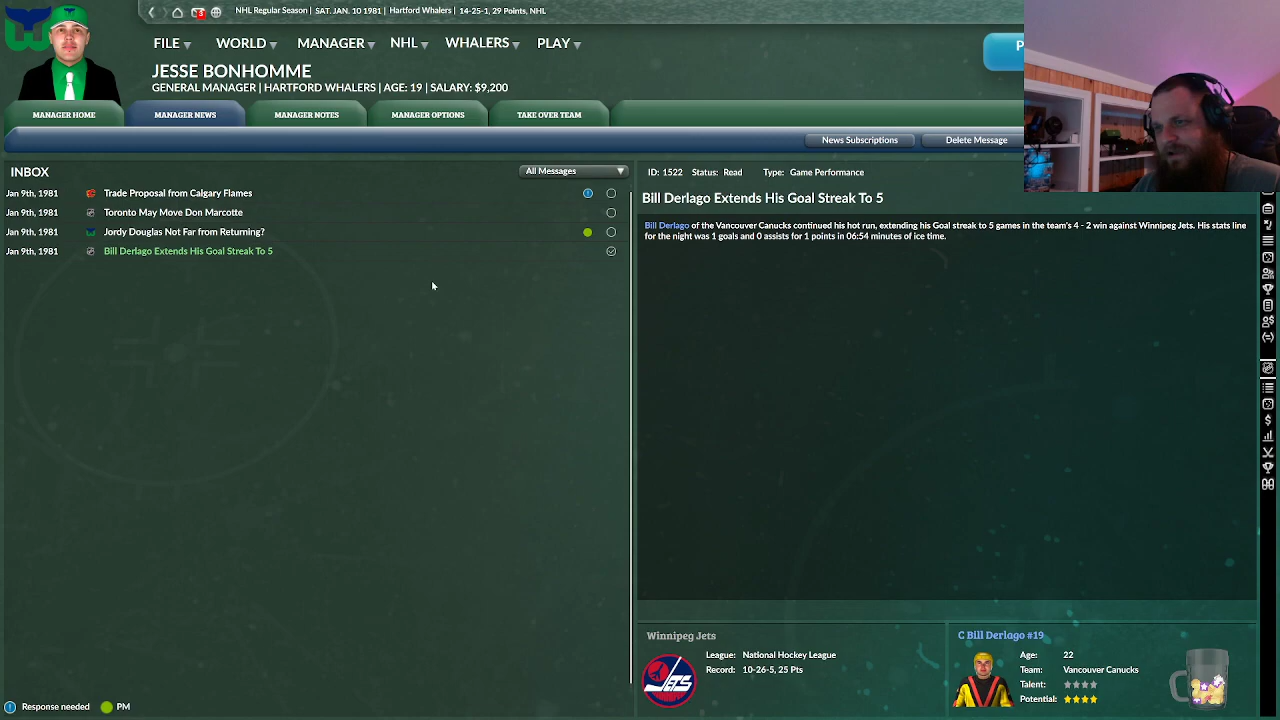 3
NHL Regular Season | SAT. JAN. 10 1981 | Hartford Whalers | 14-25-1, 29 Points, NHL
FILE WORLD MANAGER NHL WHALERS PLAY
P
JESSE BONHOMME
GENERAL MANAGER | HARTFORD WHALERS | AGE: 19 | SALARY: $9,200
MANAGER HOME MANAGER NEWS MANAGER NOTES MANAGER OPTIONS TAKE OVER TEAM
News Subscriptions Delete Message
INBOX All Messages
Jan 9th, 1981 Trade Proposal from Calgary Flames
Jan 9th, 1981 Toronto May Move Don Marcotte
Jan 9th, 1981 Jordy Douglas Not Far from Returning?
Jan 9th, 1981 Bill Derlago Extends His Goal Streak To 5
ID: 1522 Status: Read Type: Game Performance
Bill Derlago Extends His Goal Streak To 5
Bill Derlago of the Vancouver Canucks continued his hot run, extending his Goal streak to 5 games in the team's 4 - 2 win against Winnipeg Jets. His stats line
for the night was 1 goals and 0 assists for 1 points in 06:54 minutes of ice time.
Winnipeg Jets
League: National Hockey League
Record: 10-26-5, 25 Pts
JETS
C Bill Derlago #19
Age: 22
Team: Vancouver Canucks
Talent:
Potential:
Response needed PM